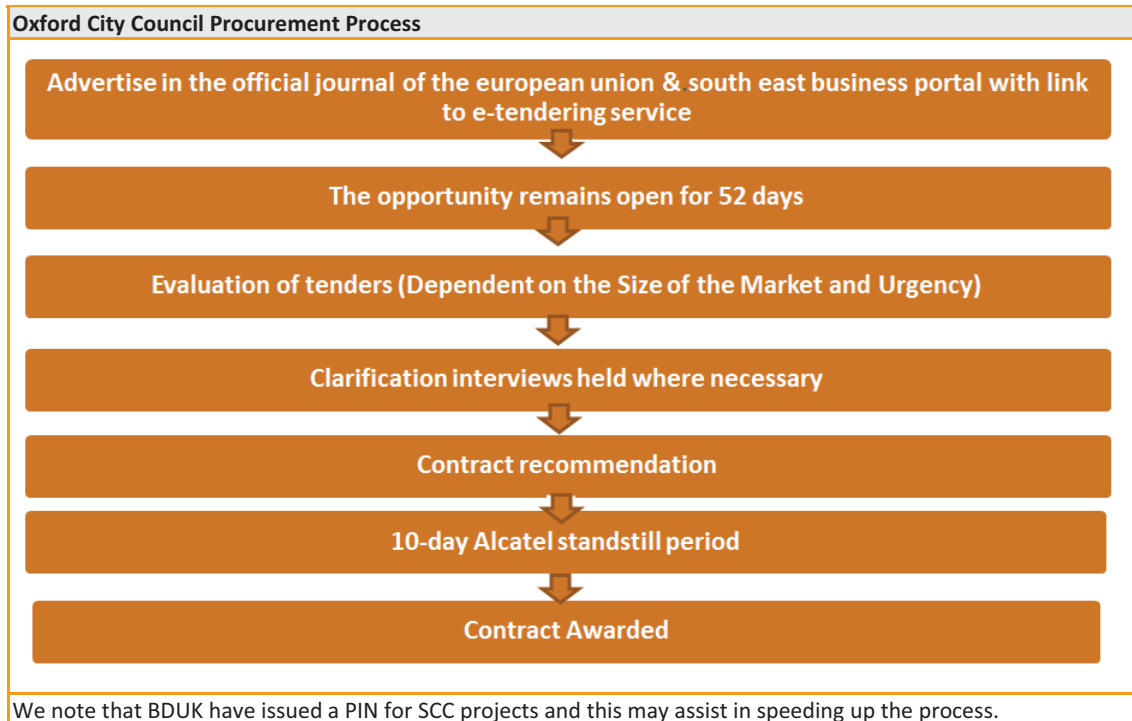 Oxford City Council Procurement Process
Advertise in the official journal of the european union & south east business portal with link
to e-tendering service
The opportunity remains open for 52 days
Evaluation of tenders (Dependent on the Size of the Market and Urgency)
Clarification interviews held where necessary
Contract recommendation
10-day Alcatel standstill period
Contract Awarded
We note that BDUK have issued a PIN for SCC projects and this may assist in speeding up the process.